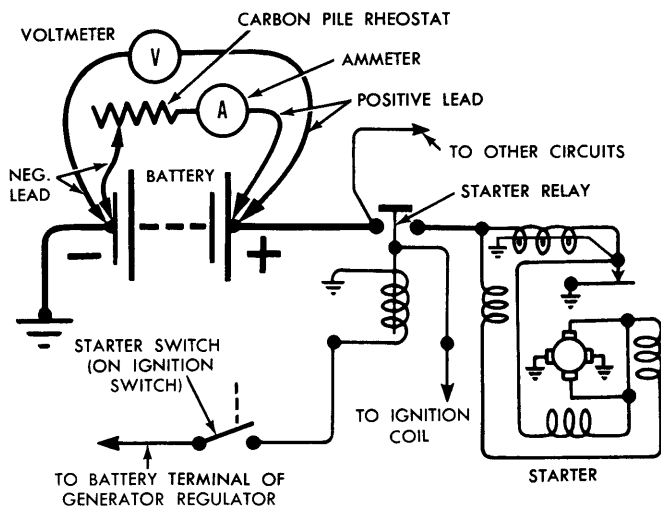 CARBON PILE RHEOSTAT
VOLTMETER
V
AMMETER
A
POSITIVE LEAD
TO OTHER CIRCUITS
NEG.
LEAD
BATTERY
STARTER RELAY
−
+
STARTER SWITCH
(ON IGNITION
SWITCH)
TO IGNITION
COIL
TO BATTERY TERMINAL OF
GENERATOR REGULATOR
STARTER